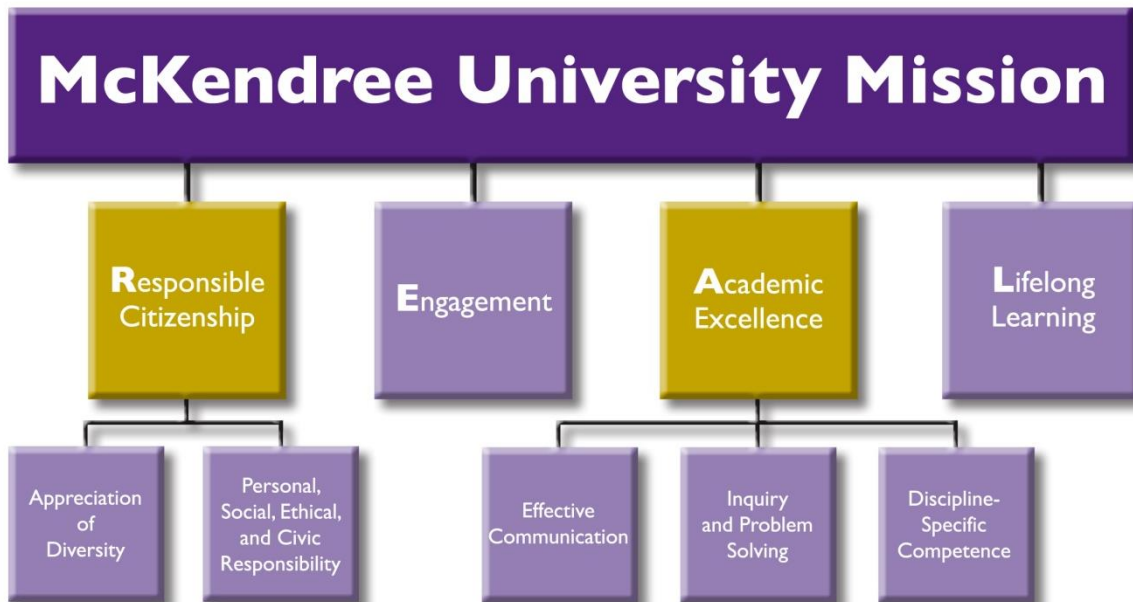 McKendree University Mission
Responsible
Citizenship
Engagement
Academic
Excellence
Lifelong
Learning
Appreciation
of
Diversity
Personal,
Social, Ethical,
and Civic
Responsibility
Effective
Communication
Inquiry
and Problem
Solving
Discipline-
Specific
Competence